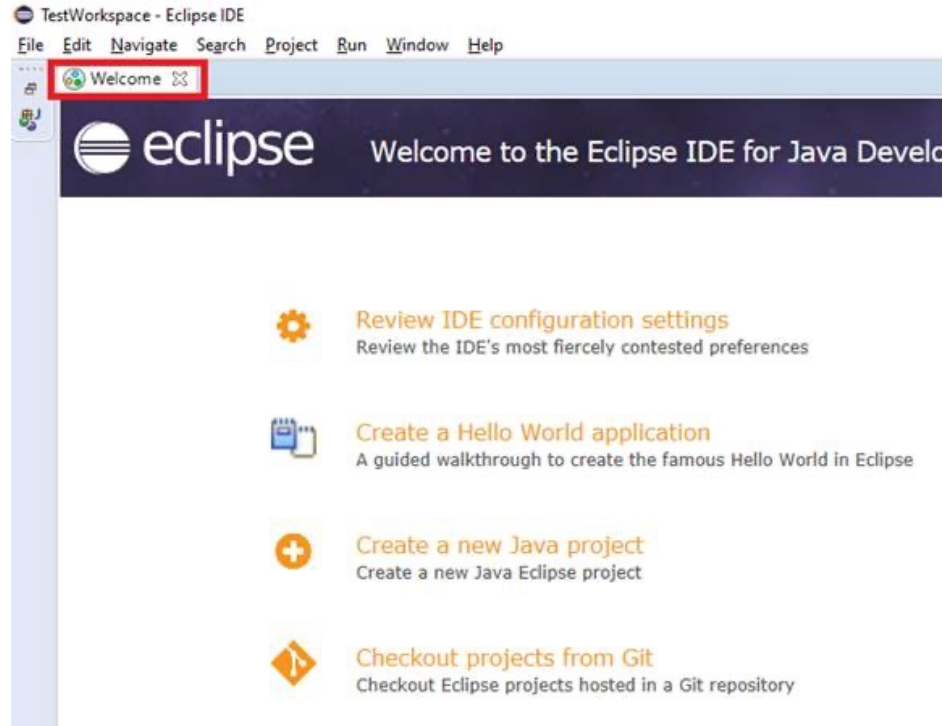 TestWorkspace - Eclipse IDE
File Edit Navigate Search Project Run Window Help
Welcome
eclipse Welcome to the Eclipse IDE for Java Develo
Review IDE configuration settings
Review the IDE's most fiercely contested preferences
Create a Hello World application
A guided walkthrough to create the famous Hello World in Eclipse
Create a new Java project
Create a new Java Eclipse project
Checkout projects from Git
Checkout Eclipse projects hosted in a Git repository